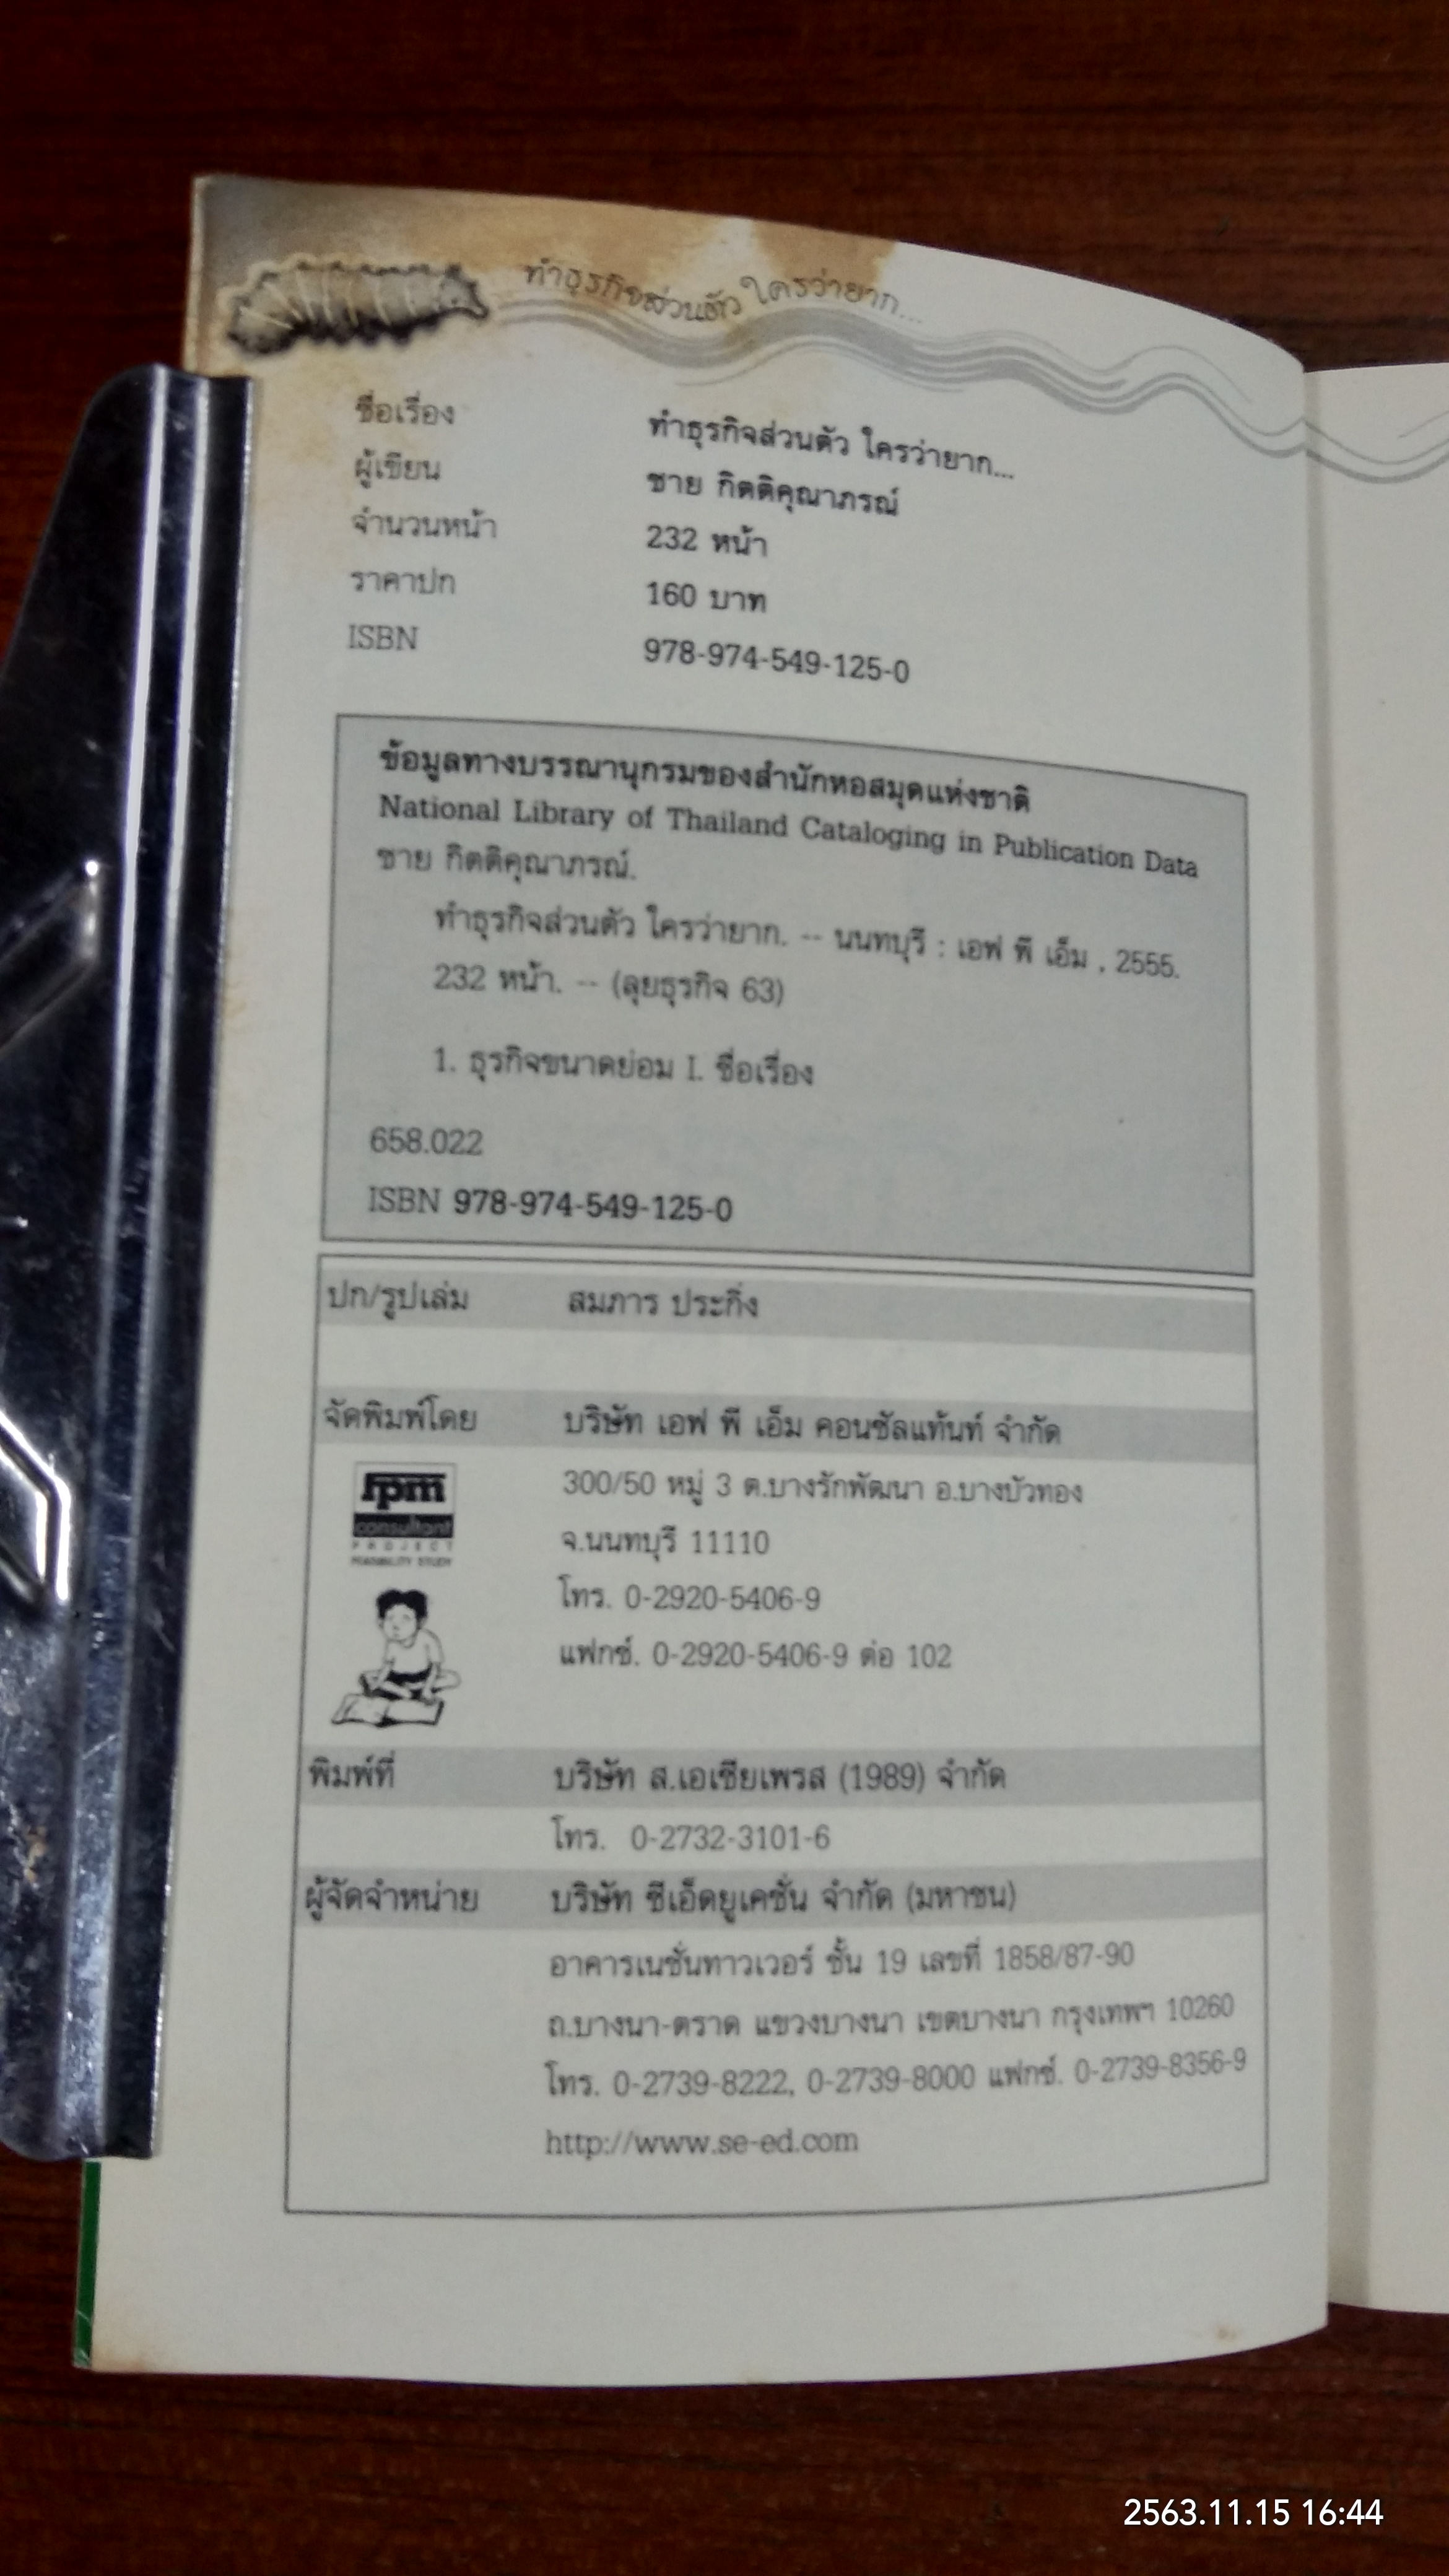 ทำธุรกิจส่วนตัว ใครว่ายาก...
ชื่อเรื่อง ทำธุรกิจส่วนตัว ใครว่ายาก...
ผู้เขียน ชาย กิตติคุณาภรณ์
จำนวนหน้า 232 หน้า
ราคาปก 160 บาท
ISBN 978-974-549-125-0
ข้อมูลทางบรรณานุกรมของสำนักหอสมุดแห่งชาติ
National Library of Thailand Cataloging in Publication Data
ชาย กิตติคุณาภรณ์.
ทำธุรกิจส่วนตัว ใครว่ายาก. -- นนทบุรี : เอฟ พี เอ็ม , 2555.
232 หน้า. -- (ลุยธุรกิจ 63)
1. ธุรกิจขนาดย่อม I. ชื่อเรื่อง
658.022
ISBN 978-974-549-125-0
ปก/รูปเล่ม สมภาร ประกิ่ง
จัดพิมพ์โดย บริษัท เอฟ พี เอ็ม คอนซัลแท้นท์ จำกัด
fpm
consultant
PROJECT
FEASIBILITY STUDY
300/50 หมู่ 3 ต.บางรักพัฒนา อ.บางบัวทอง
จ.นนทบุรี 11110
โทร. 0-2920-5406-9
แฟกซ์. 0-2920-5406-9 ต่อ 102
พิมพ์ที่ บริษัท ส.เอเซียเพรส (1989) จำกัด
โทร. 0-2732-3101-6
ผู้จัดจำหน่าย บริษัท ซีเอ็ดยูเคชั่น จำกัด (มหาชน)
อาคารเนชั่นทาวเวอร์ ชั้น 19 เลขที่ 1858/87-90
ถ.บางนา-ตราด แขวงบางนา เขตบางนา กรุงเทพฯ 10260
โทร. 0-2739-8222, 0-2739-8000 แฟกซ์. 0-2739-8356-9
http://www.se-ed.com
2563.11.15 16:44